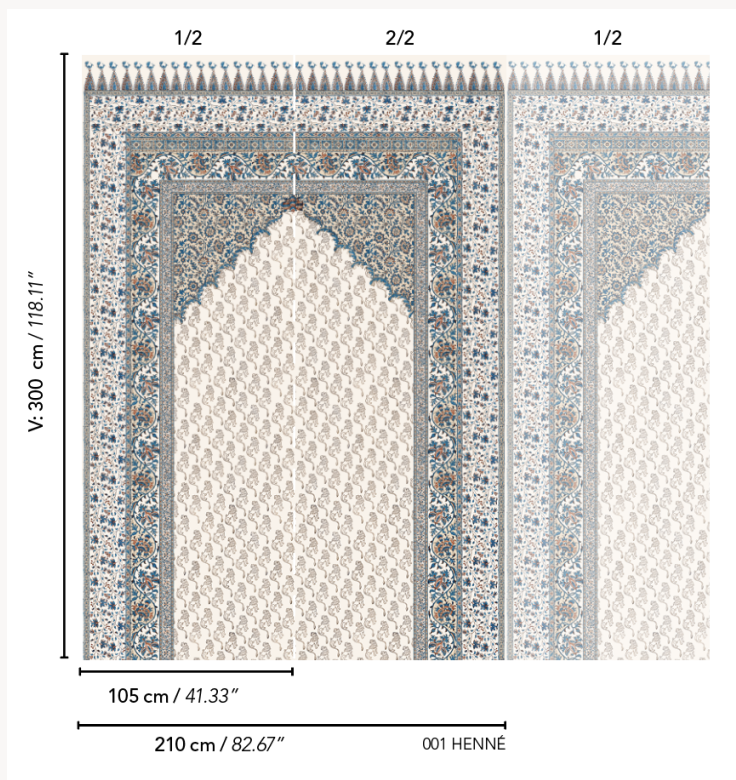 1/2
2/2
1/2
V: 300 cm / 118.11”
105 cm / 41.33”
210 cm / 82.67”
001 HENNÉ